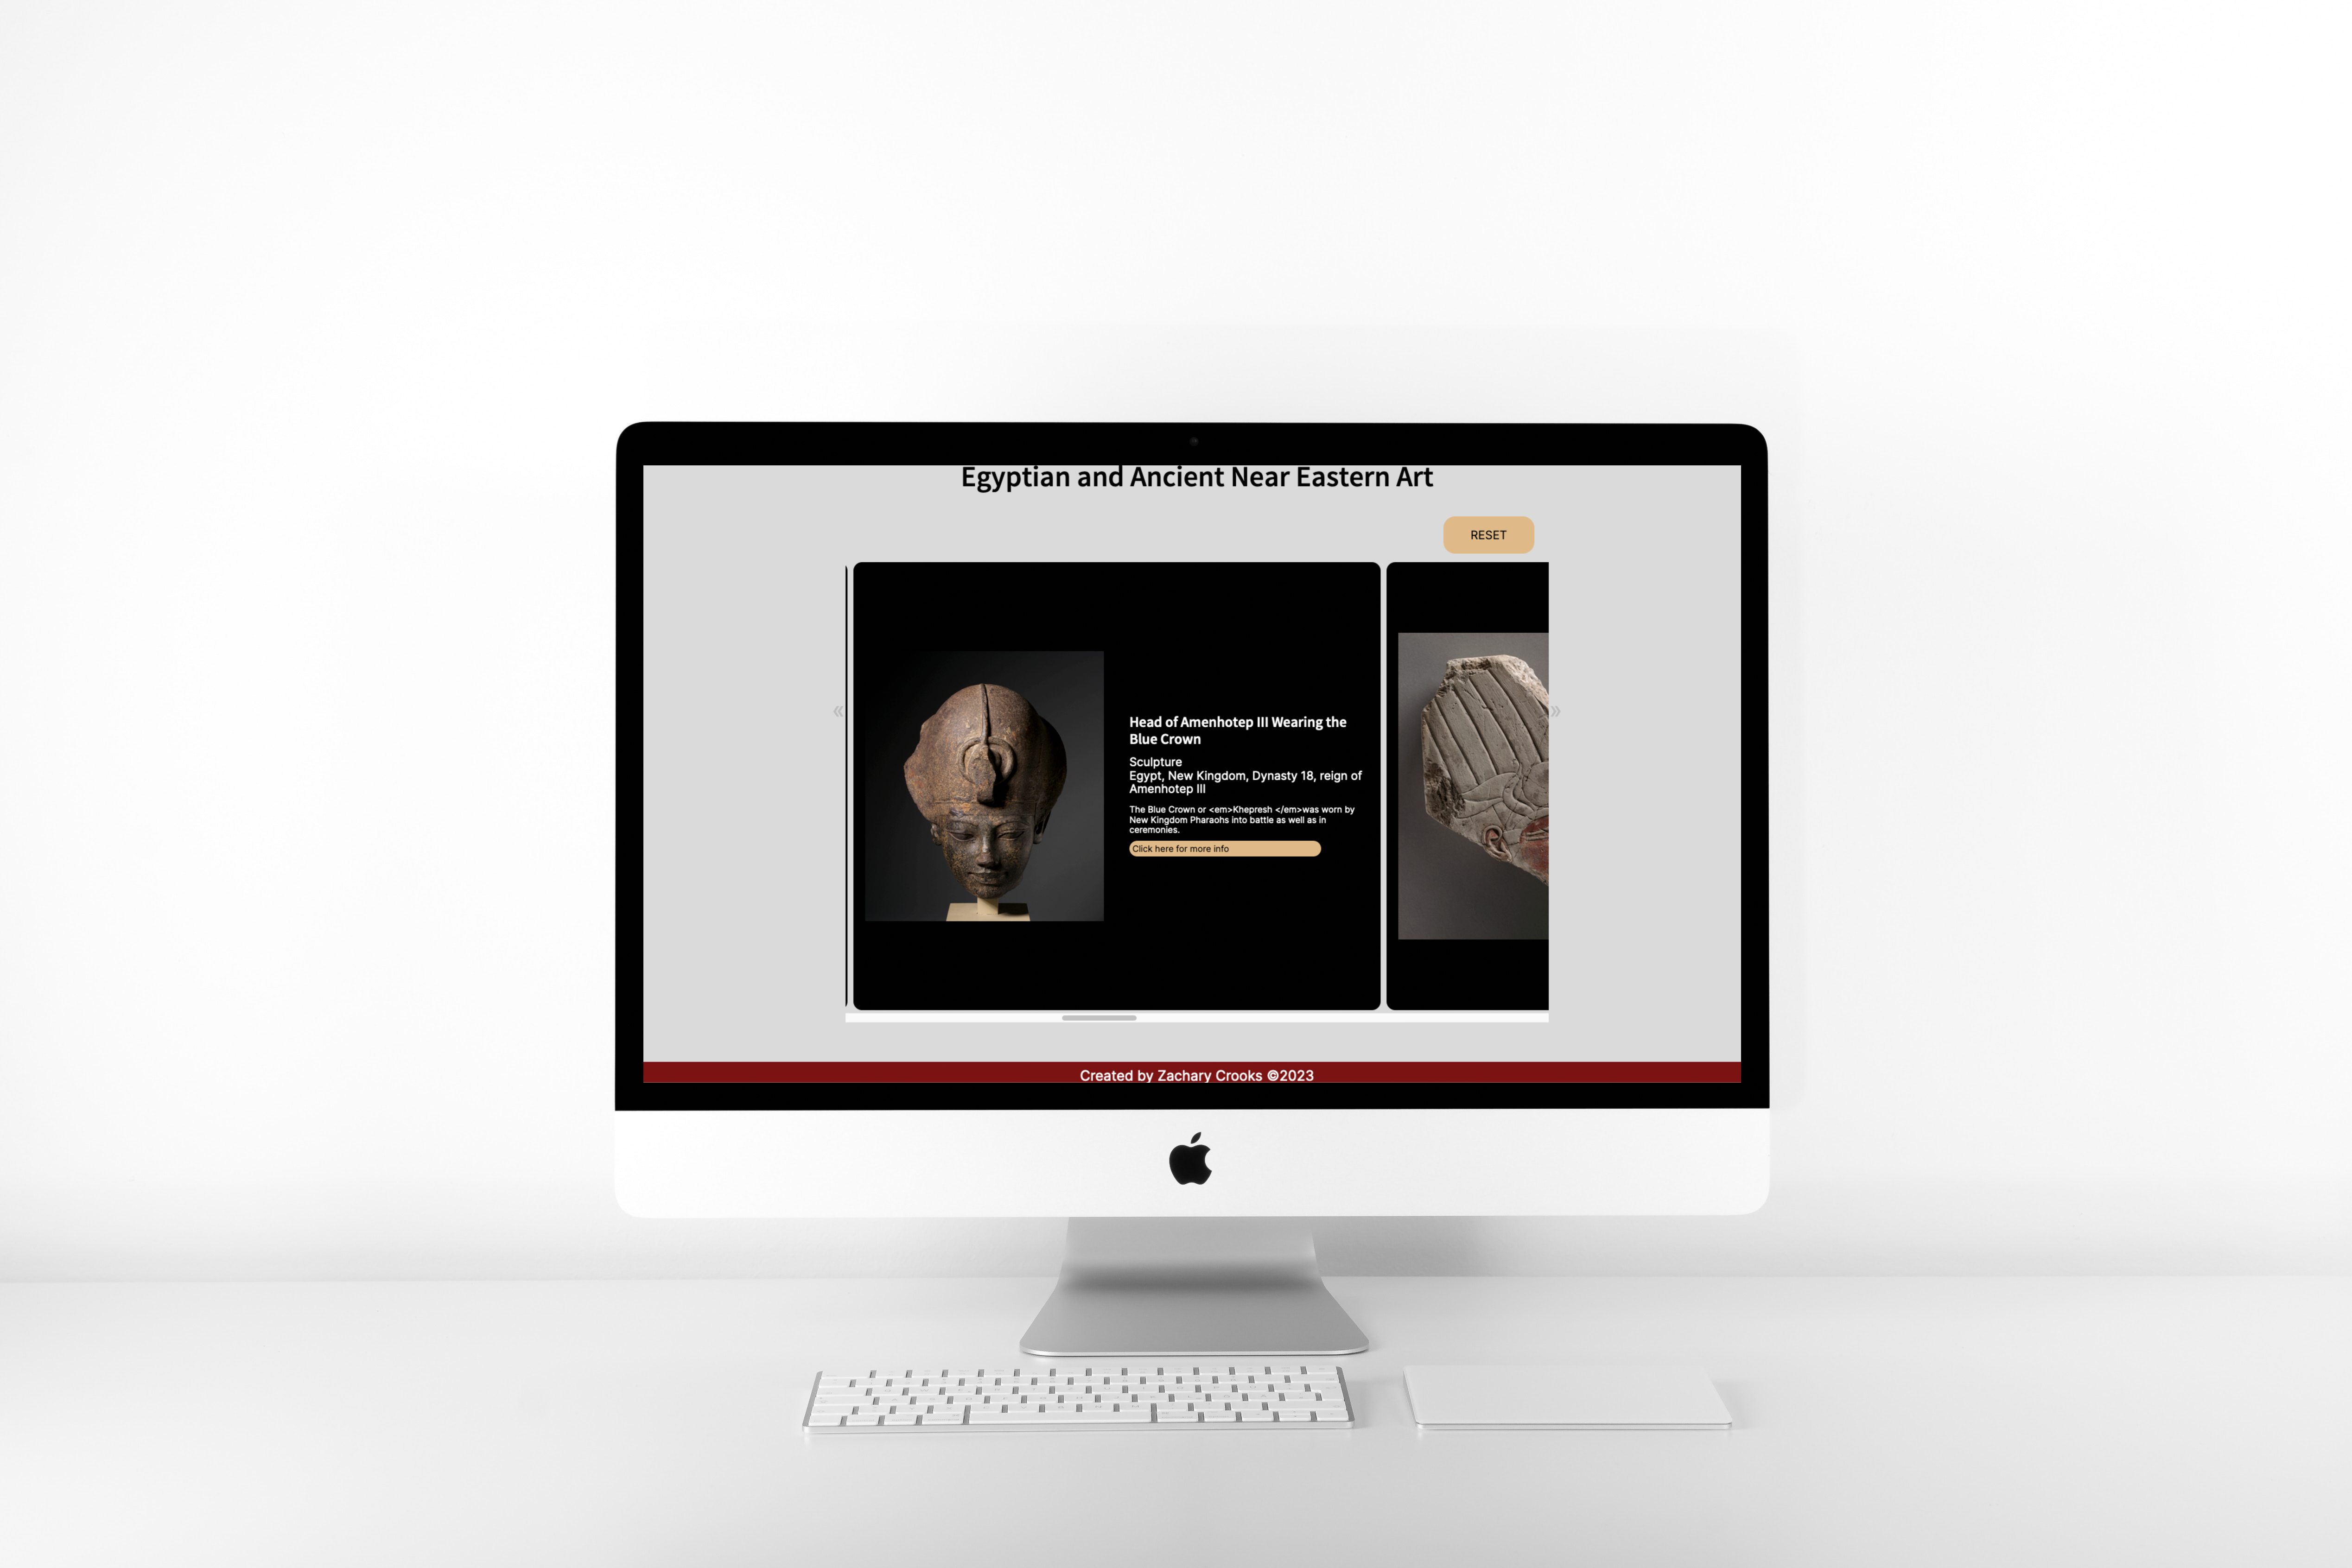 Egyptian and Ancient Near Eastern Art
RESET
«
»
Head of Amenhotep III Wearing the
Blue Crown
Sculpture
Egypt, New Kingdom, Dynasty 18, reign of
Amenhotep III
The Blue Crown or <em>Khepresh </em>was worn by
New Kingdom Pharaohs into battle as well as in
ceremonies.
Click here for more info
Created by Zachary Crooks ©2023